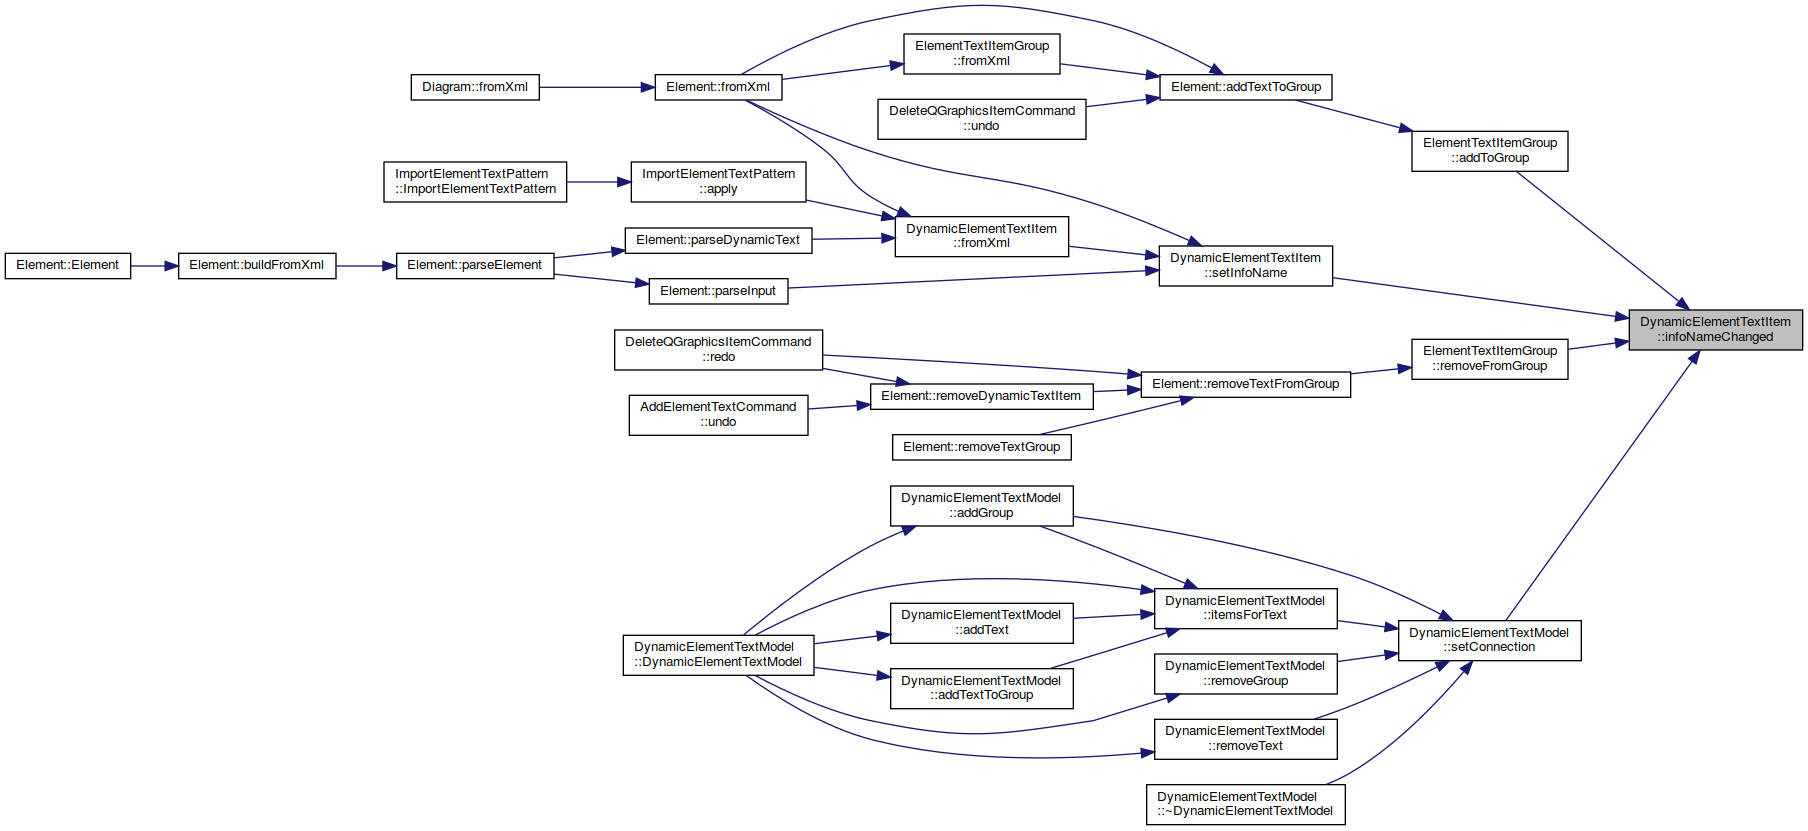 ElementTextItemGroup
::fromXml
Diagram::fromXml
Element::fromXml
Element::addTextToGroup
DeleteQGraphicsItemCommand
::undo
ElementTextItemGroup
::addToGroup
ImportElementTextPattern
::ImportElementTextPattern
ImportElementTextPattern
::apply
DynamicElementTextItem
::fromXml
Element::parseDynamicText
DynamicElementTextItem
::setInfoName
Element::Element
Element::buildFromXml
Element::parseElement
Element::parseInput
DynamicElementTextItem
::infoNameChanged
DeleteQGraphicsItemCommand
::redo
ElementTextItemGroup
::removeFromGroup
Element::removeTextFromGroup
Element::removeDynamicTextItem
AddElementTextCommand
::undo
Element::removeTextGroup
DynamicElementTextModel
::addGroup
DynamicElementTextModel
::itemsForText
DynamicElementTextModel
::addText
DynamicElementTextModel
::setConnection
DynamicElementTextModel
::DynamicElementTextModel
DynamicElementTextModel
::removeGroup
DynamicElementTextModel
::addTextToGroup
DynamicElementTextModel
::removeText
DynamicElementTextModel
::~DynamicElementTextModel